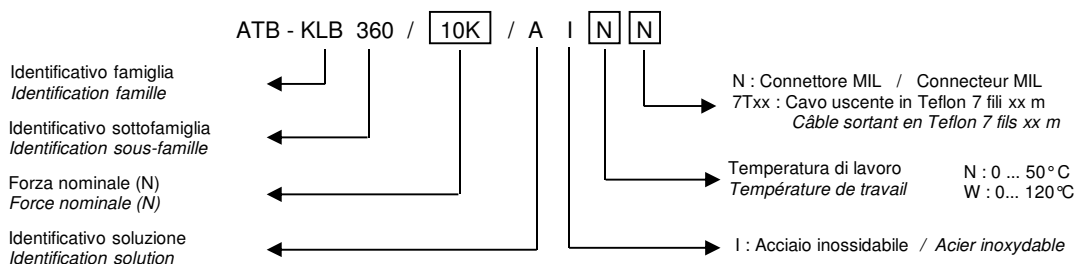 ATB - KLB 360 / 10K / A I N N
Identificativo famiglia
Identification famille
Identificativo sottofamiglia
Identification sous-famille
Forza nominale (N)
Force nominale (N)
Identificativo soluzione
Identification solution
N : Connettore MIL / Connecteur MIL
7Txx : Cavo uscente in Teflon 7 fili xx m
Câble sortant en Teflon 7 fils xx m
Temperatura di lavoro N : 0 ... 50° C
Température de travail W : 0... 120°C
I : Acciaio inossidabile / Acier inoxydable